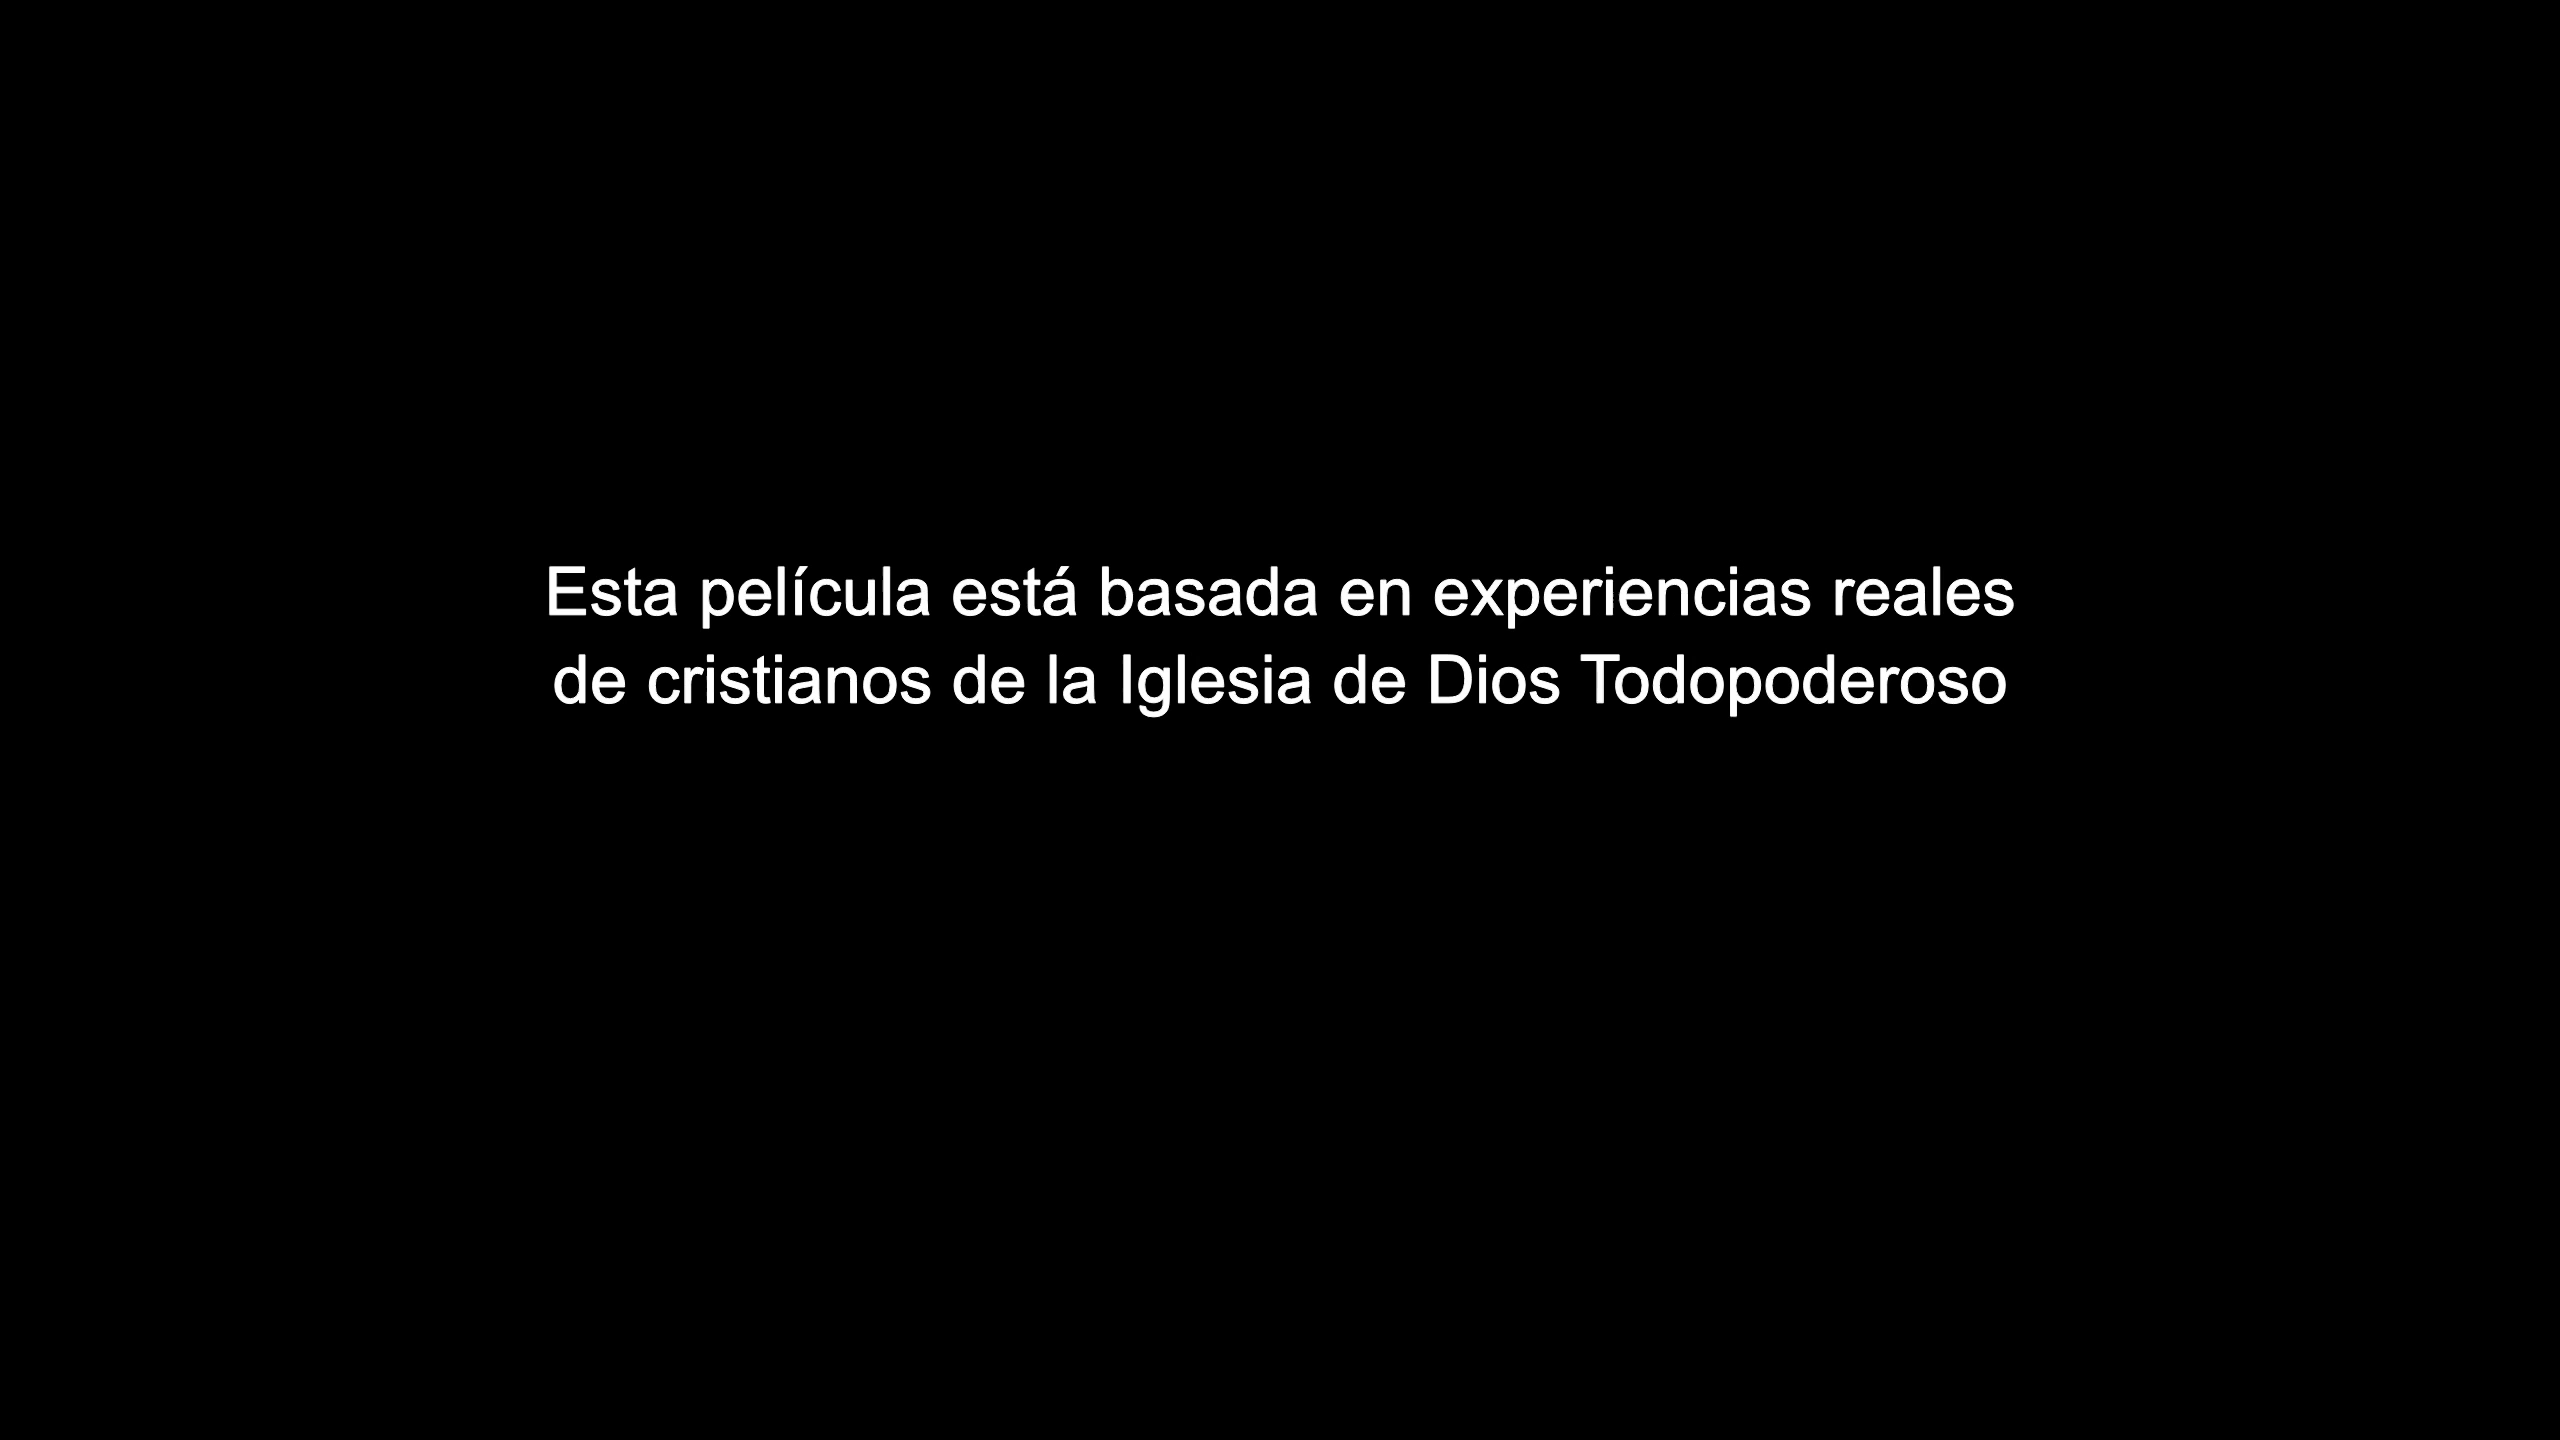 Esta película está basada en experiencias reales
de cristianos de la Iglesia de Dios Todopoderoso